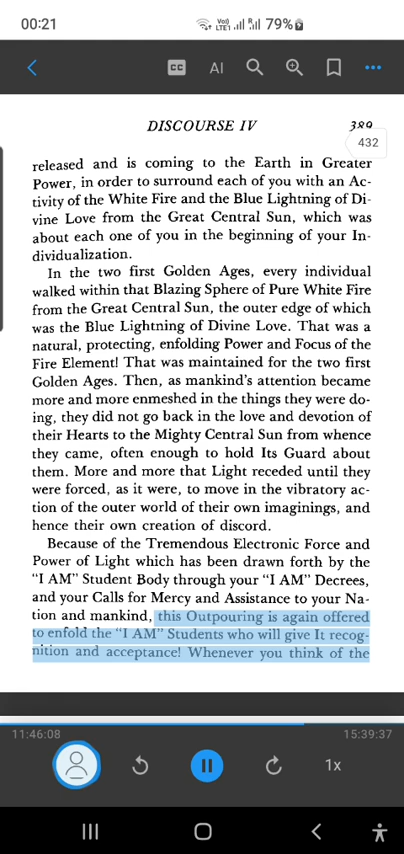 00:21
Vo)) LTE1 79%
CC AI
DISCOURSE IV 389
432
released and is coming to the Earth in Greater
Power, in order to surround each of you with an Ac-
tivity of the White Fire and the Blue Lightning of Di-
vine Love from the Great Central Sun, which was
about each one of you in the beginning of your In-
dividualization.
In the two first Golden Ages, every individual
walked within that Blazing Sphere of Pure White Fire
from the Great Central Sun, the outer edge of which
was the Blue Lightning of Divine Love. That was a
natural, protecting, enfolding Power and Focus of the
Fire Element! That was maintained for the two first
Golden Ages. Then, as mankind's attention became
more and more enmeshed in the things they were do-
ing, they did not go back in the love and devotion of
their Hearts to the Mighty Central Sun from whence
they came, often enough to hold Its Guard about
them. More and more that Light receded until they
were forced, as it were, to move in the vibratory ac-
tion of the outer world of their own imaginings, and
hence their own creation of discord.
Because of the Tremendous Electronic Force and
Power of Light which has been drawn forth by the
"I AM" Student Body through your "I AM" Decrees,
and your Calls for Mercy and Assistance to your Na-
tion and mankind, this Outpouring is again offered
to enfold the "I AM" Students who will give It recog-
nition and acceptance! Whenever you think of the
11:46:08 15:39:37
1x